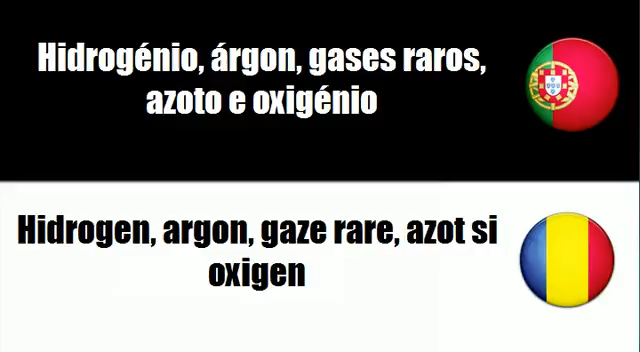 Hidrogénio, árgon, gases raros,
azoto e oxigénio
Hidrogen, argon, gaze rare, azot si
oxigen